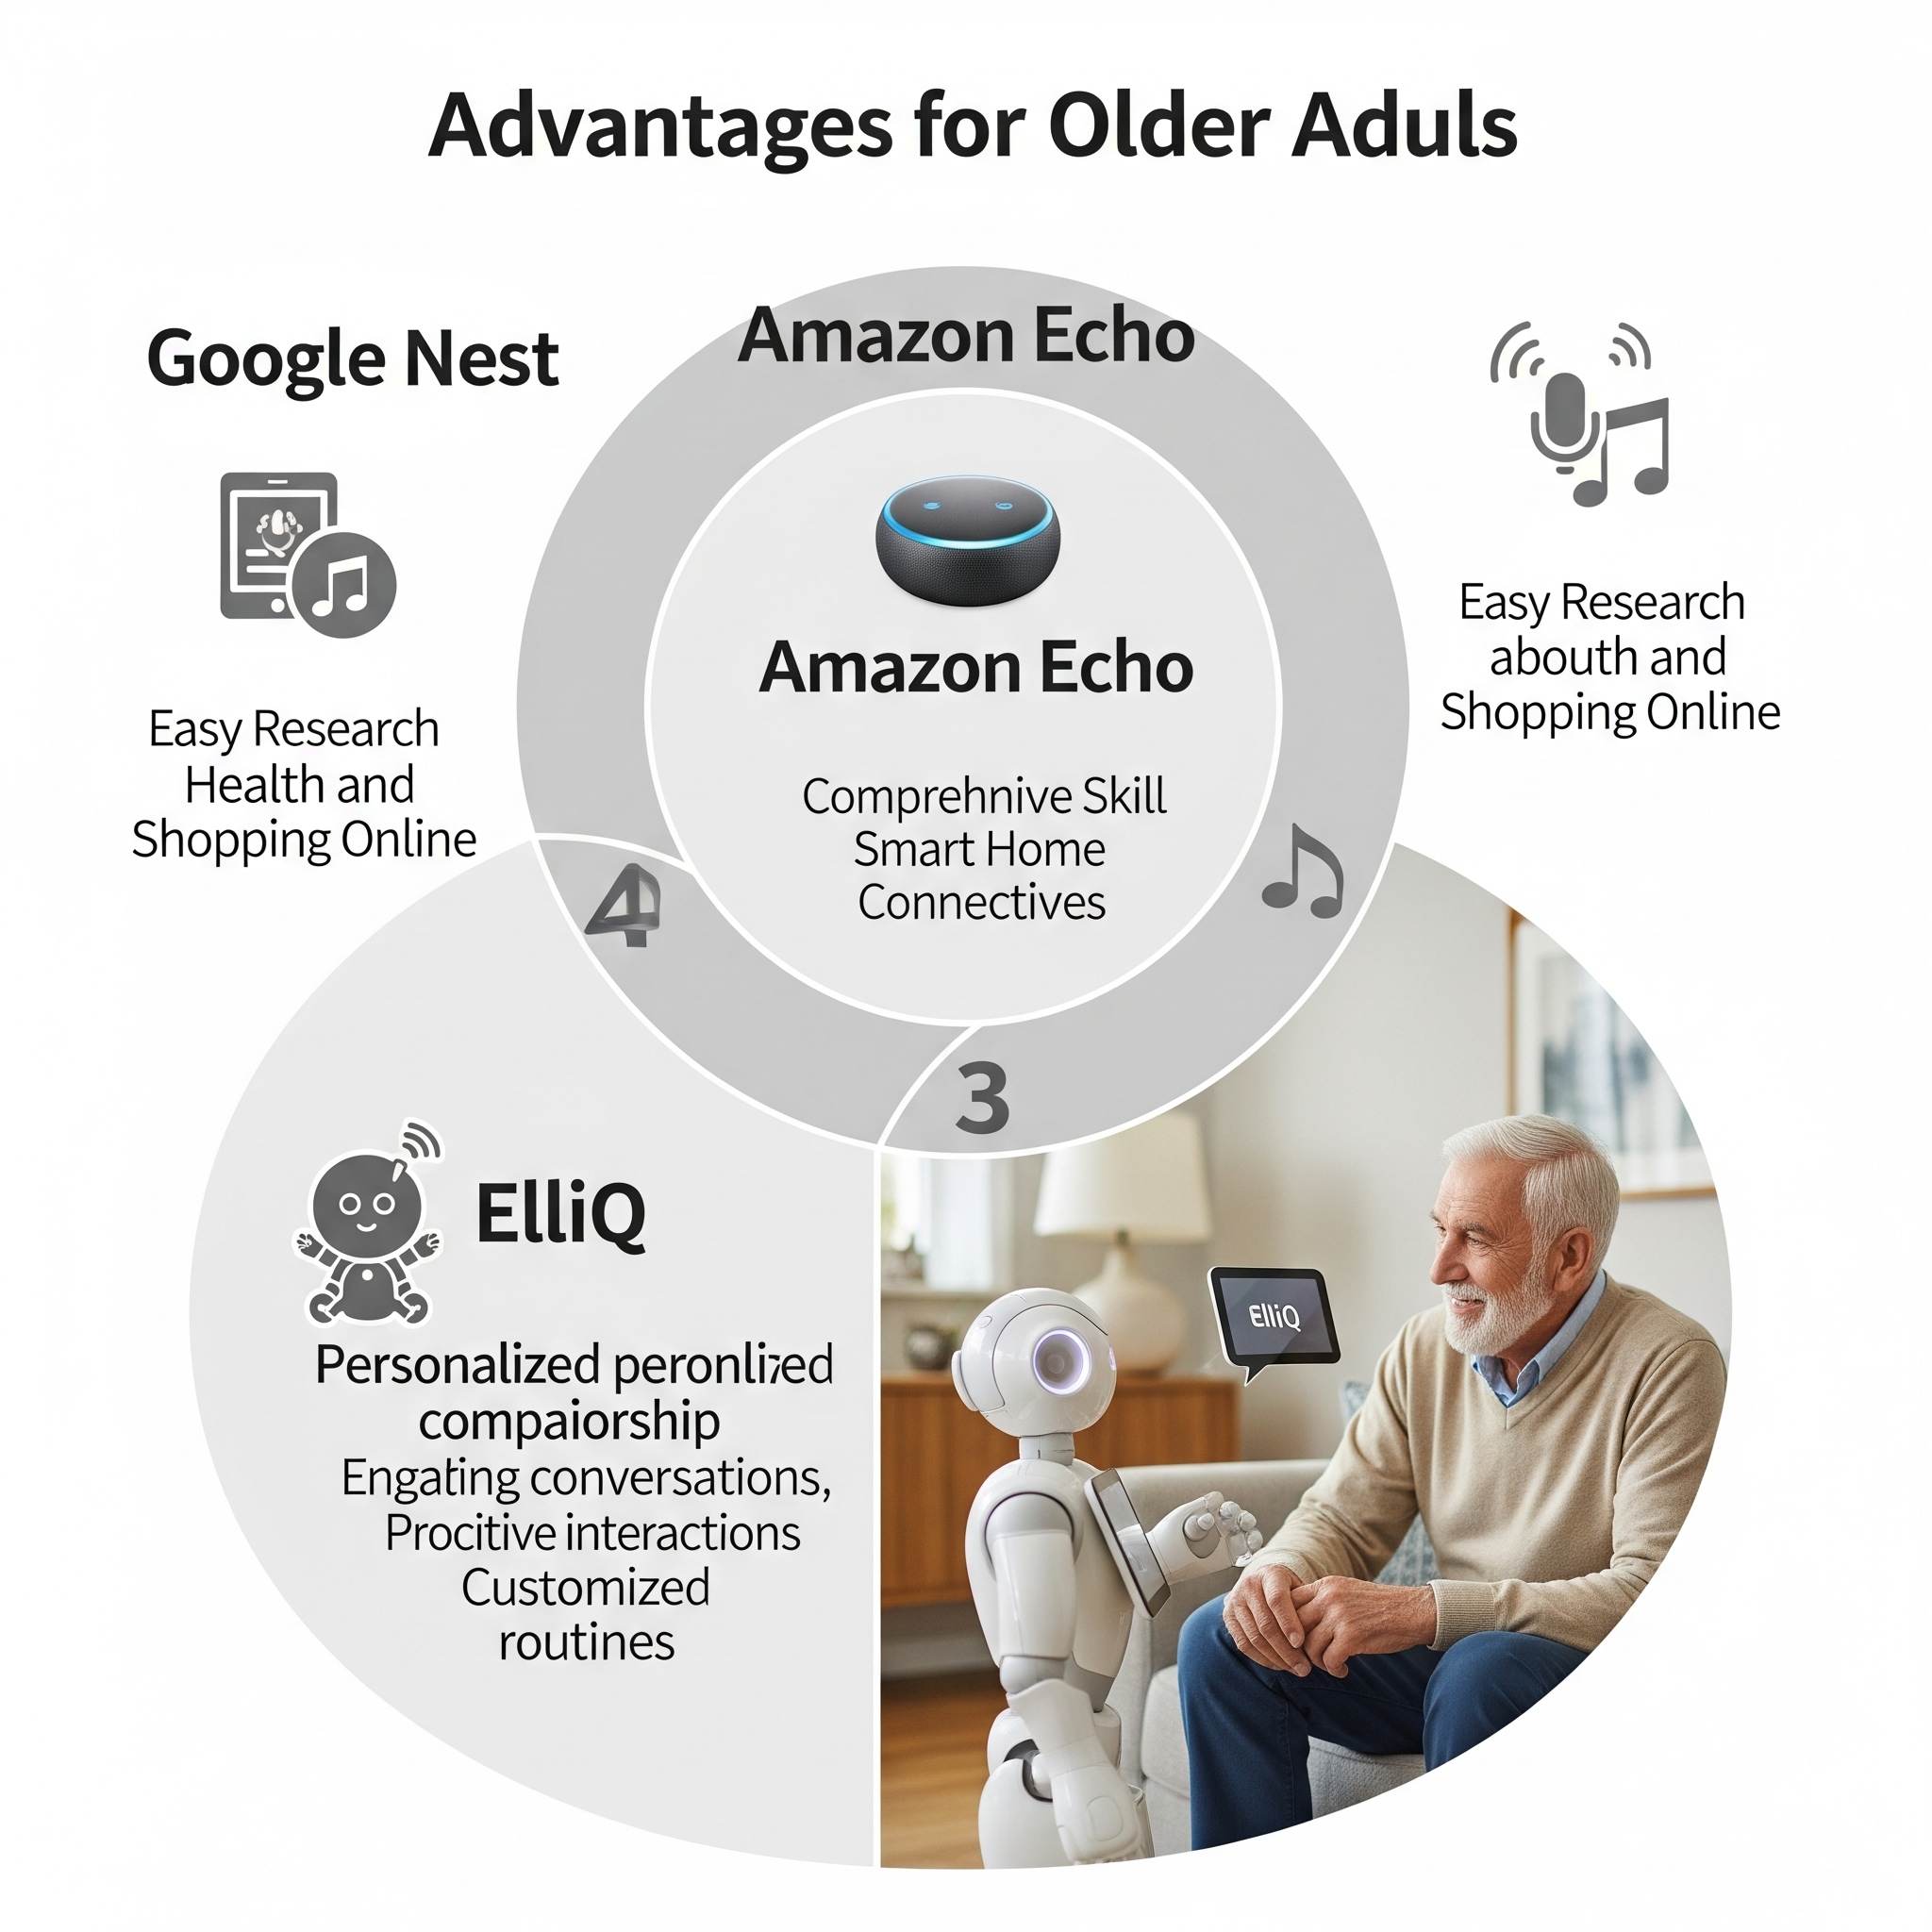 Advantages for Older Aduls
Google Nest
Easy Research
Health and
Shopping Online
Amazon Echo
Amazon Echo
Comprehnive Skill
Smart Home
Connectives
Easy Research
abouth and
Shopping Online
4
3
ElliQ
Personalized peronlized
compaiorship
Engating conversations,
Procitive interactions
Customized
routines
ElliQ